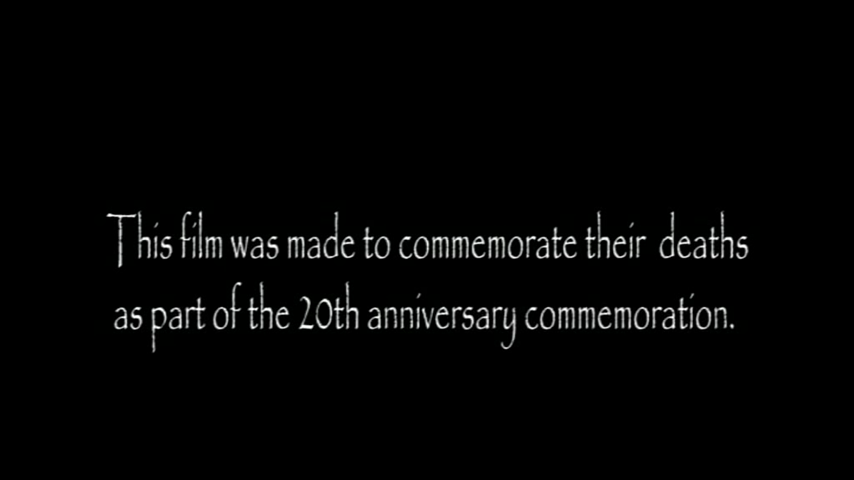 This film was made to commemorate their deaths
as part of the 20th anniversary commemoration.